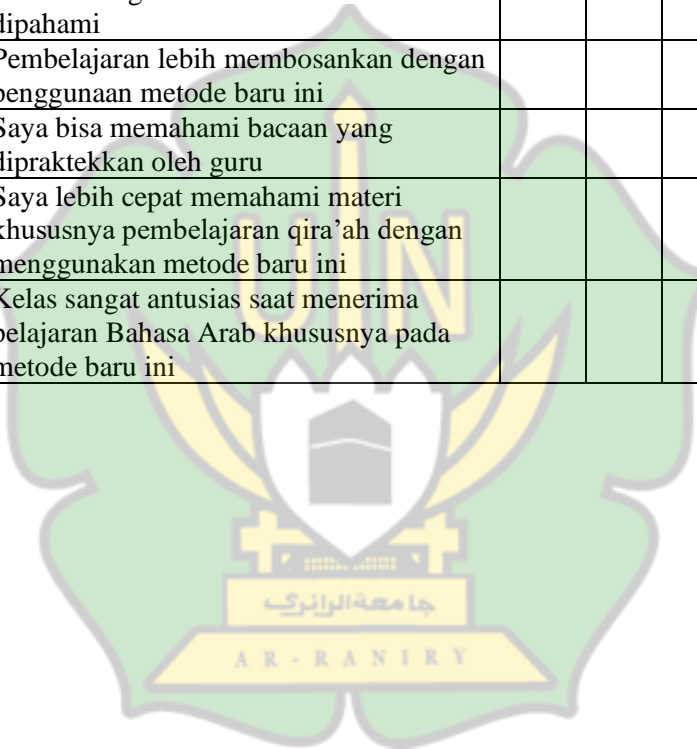 dipahami
Pembelajaran lebih membosankan dengan
penggunaan metode baru ini
Saya bisa memahami bacaan yang
dipraktekkan oleh guru
Saya lebih cepat memahami materi
khususnya pembelajaran qira’ah dengan
menggunakan metode baru ini
Kelas sangat antusias saat menerima
pelajaran Bahasa Arab khususnya pada
metode baru ini
UIN
جامعة الرانري
AR-RANIRY